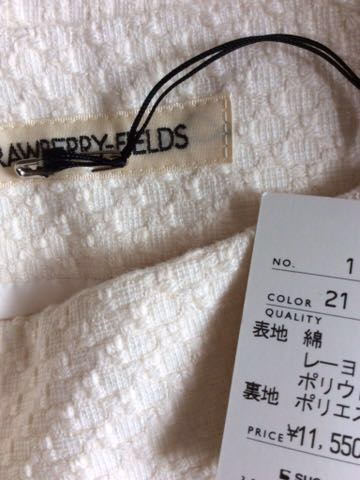 RAWBERRY-FIELDS
NO. 1
COLOR 21
QUALITY
表地 綿
レーヨ
ポリウ
裏地 ポリエス
PRICE ¥11,550